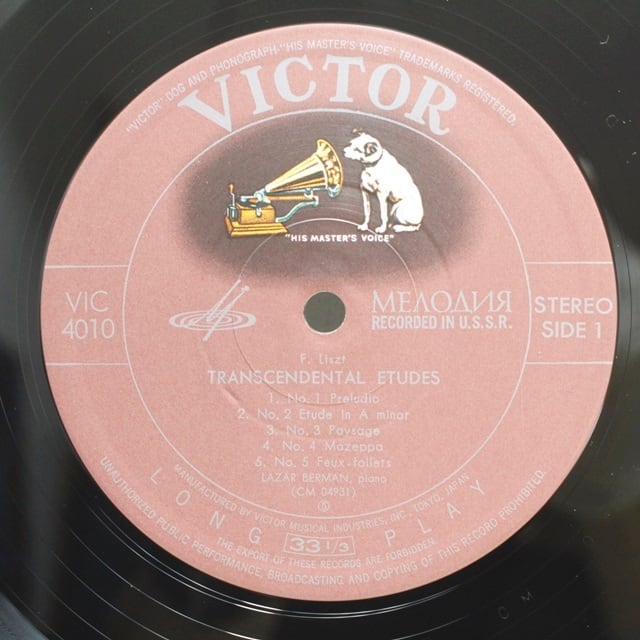 "VICTOR" DOG AND PHONOGRAPH-"HIS MASTER'S VOICE" TRADEMARKS REGISTERED.
VICTOR
"HIS MASTER'S VOICE"
VIC
4010
МЕЛОДИЯ
RECORDED IN U.S.S.R.
STEREO
SIDE 1
F. Liszt
TRANSCENDENTAL ETUDES
1. No. 1 Preludio
2. No. 2 Etude In A minor
3. No. 3 Paysage
4. No. 4 Mazeppa
5. No. 5 Feux-follets
LAZAR BERMAN, piano
(CM 04931)
Ⓢ
MANUFACTURED BY VICTOR MUSICAL INDUSTRIES, INC., TOKYO, JAPAN
LONG 33 1/3 PLAY
THE EXPORT OF THESE RECORDS ARE FORBIDDEN.
UNAUTHORIZED PUBLIC PERFORMANCE, BROADCASTING AND COPYING OF THIS RECORD PROHIBITED.
C M